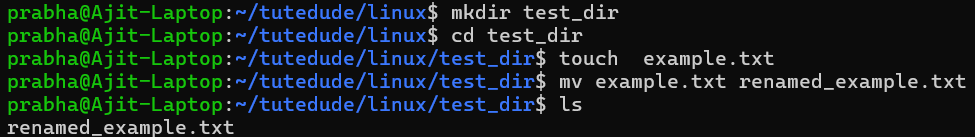 prabha@Ajit-Laptop:~/tutedude/linux$ mkdir test_dir
prabha@Ajit-Laptop:~/tutedude/linux$ cd test_dir
prabha@Ajit-Laptop:~/tutedude/linux/test_dir$ touch  example.txt
prabha@Ajit-Laptop:~/tutedude/linux/test_dir$ mv example.txt renamed_example.txt
prabha@Ajit-Laptop:~/tutedude/linux/test_dir$ ls
renamed_example.txt